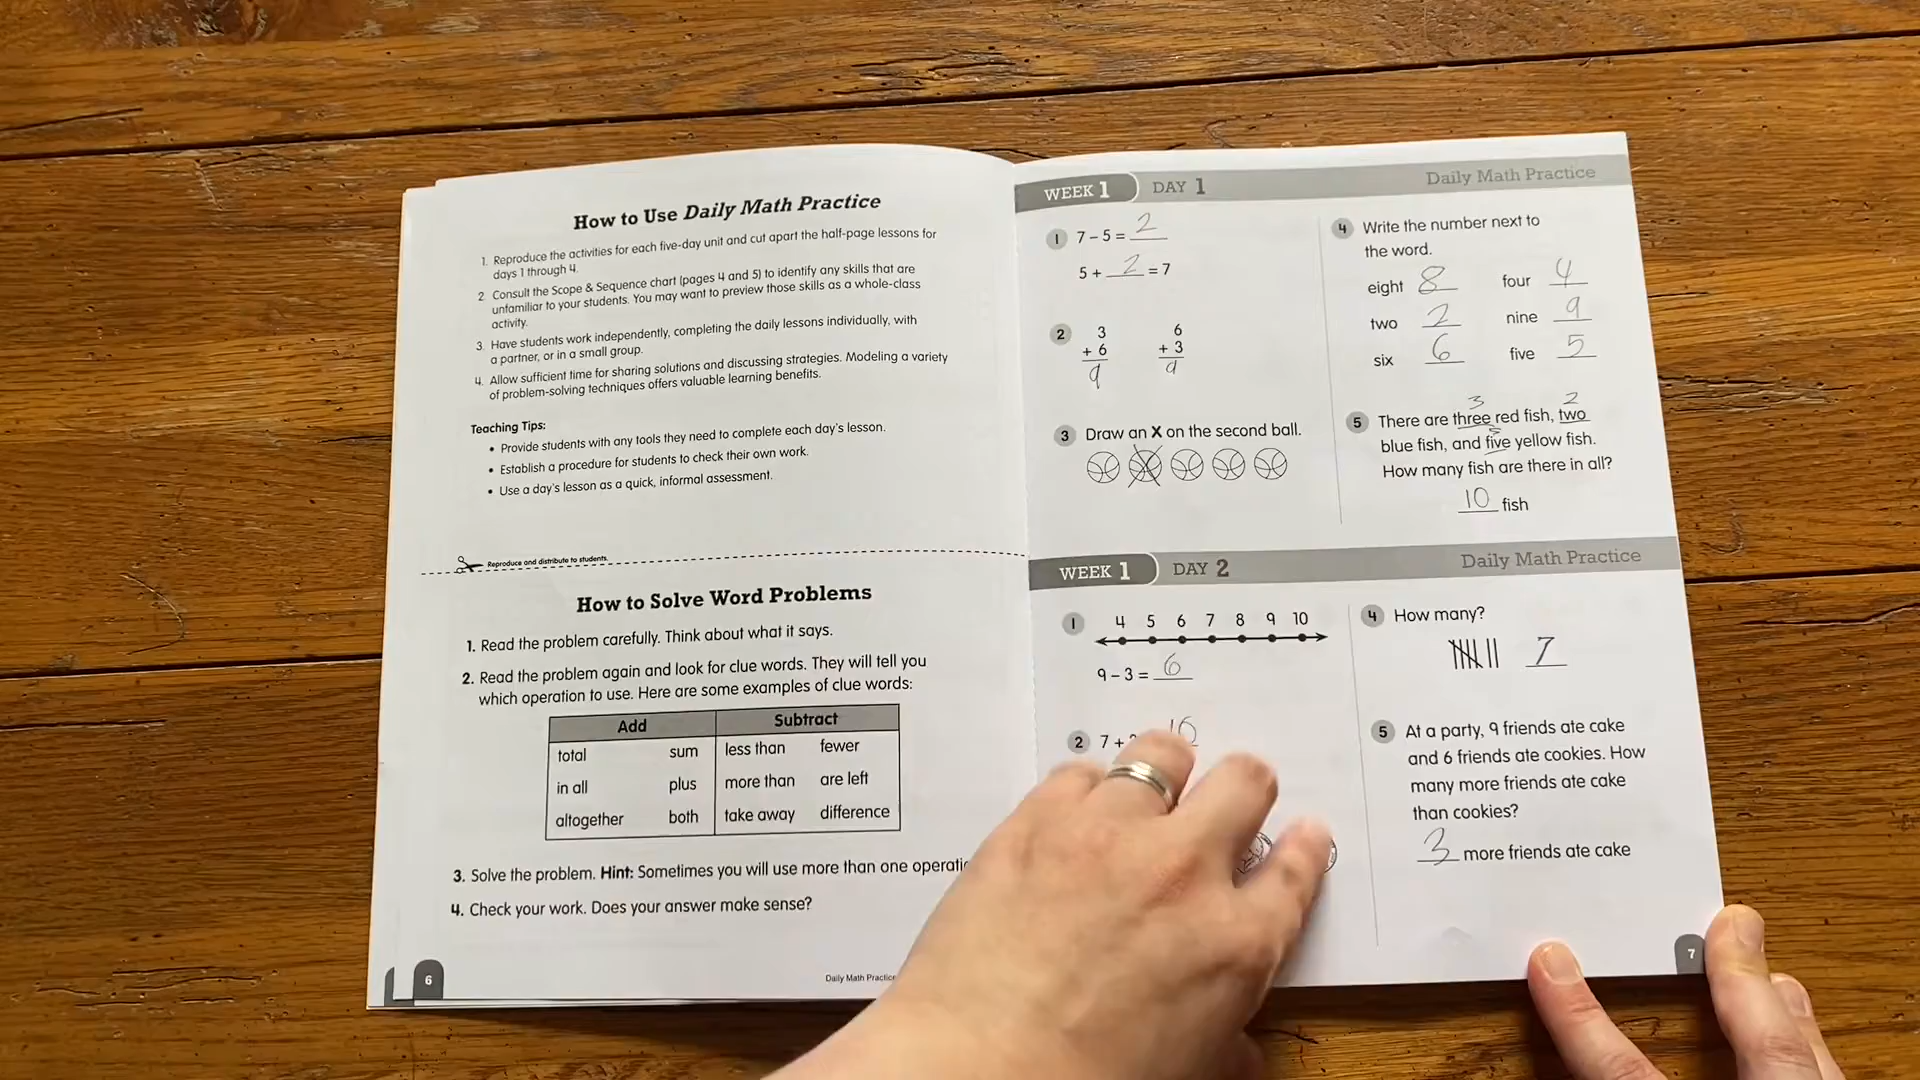 How to Use Daily Math Practice
1. Reproduce the activities for each five-day unit and cut apart the half-page lessons for
days 1 through 4.
2. Consult the Scope & Sequence chart (pages 4 and 5) to identify any skills that are
unfamiliar to your students. You may want to preview those skills as a whole-class
activity.
3. Have students work independently, completing the daily lessons individually, with
a partner, or in a small group.
4. Allow sufficient time for sharing solutions and discussing strategies. Modeling a variety
of problem-solving techniques offers valuable learning benefits.
Teaching Tips:
• Provide students with any tools they need to complete each day's lesson.
• Establish a procedure for students to check their own work.
• Use a day's lesson as a quick, informal assessment.
Reproduce and distribute to students.
How to Solve Word Problems
1. Read the problem carefully. Think about what it says.
2. Read the problem again and look for clue words. They will tell you
which operation to use. Here are some examples of clue words:
Add Subtract
total sum less than fewer
in all plus more than are left
altogether both take away difference
3. Solve the problem. Hint: Sometimes you will use more than one
4. Check your work. Does your answer make sense?
6
Daily Math Practice
WEEK 1 DAY 1 Daily Math Practice
1 7 – 5 = 2
5 + 2 = 7
2 3 6
+ 6 + 3
9 9
3 Draw an X on the second ball.
4 Write the number next to
the word.
eight 8 four 4
two 2 nine 9
six 6 five 5
3 2
5 There are three red fish, two
5
blue fish, and five yellow fish.
How many fish are there in all?
10 fish
WEEK 1 DAY 2 Daily Math Practice
1 4 5 6 7 8 9 10
9 – 3 = 6
2 7 +
4 How many?
7
5 At a party, 9 friends ate cake
and 6 friends ate cookies. How
many more friends ate cake
than cookies?
3 more friends ate cake
7